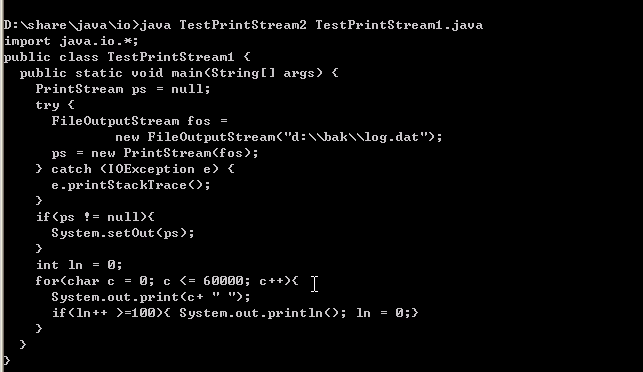 D:\share\java\io>java TestPrintStream2 TestPrintStream1.java
import java.io.*;
public class TestPrintStream1 {
  public static void main(String[] args) {
    PrintStream ps = null;
    try {
      FileOutputStream fos =
              new FileOutputStream("d:\\bak\\log.dat");
      ps = new PrintStream(fos);
    } catch (IOException e) {
      e.printStackTrace();
    }
    if(ps != null){
      System.setOut(ps);
    }
    int ln = 0;
    for(char c = 0; c <= 60000; c++){
      System.out.print(c+ " ");
      if(ln++ >=100){ System.out.println(); ln = 0;}
    }
  }
}